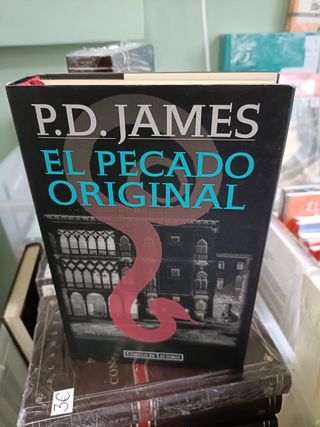 P.D. JAMES
EL PECADO
ORIGINAL
CÍRCULO DE LECTORES
3€